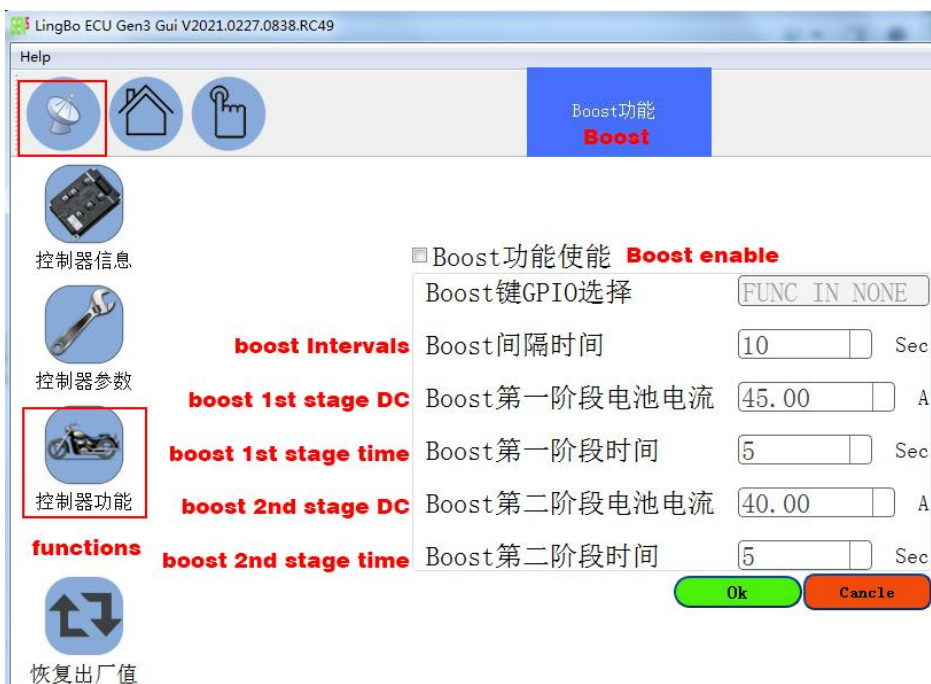 LingBo ECU Gen3 Gui V2021.0227.0838.RC49
Help
Boost功能
Boost
控制器信息
Boost功能使能 Boost enable
Boost键GPIO选择 FUNC IN NONE
boost Intervals Boost间隔时间 10 Sec
控制器参数
boost 1st stage DC Boost第一阶段电池电流 45.00 A
boost 1st stage time Boost第一阶段时间 5 Sec
控制器功能
boost 2nd stage DC Boost第二阶段电池电流 40.00 A
functions
boost 2nd stage time Boost第二阶段时间 5 Sec
Ok Cancle
恢复出厂值